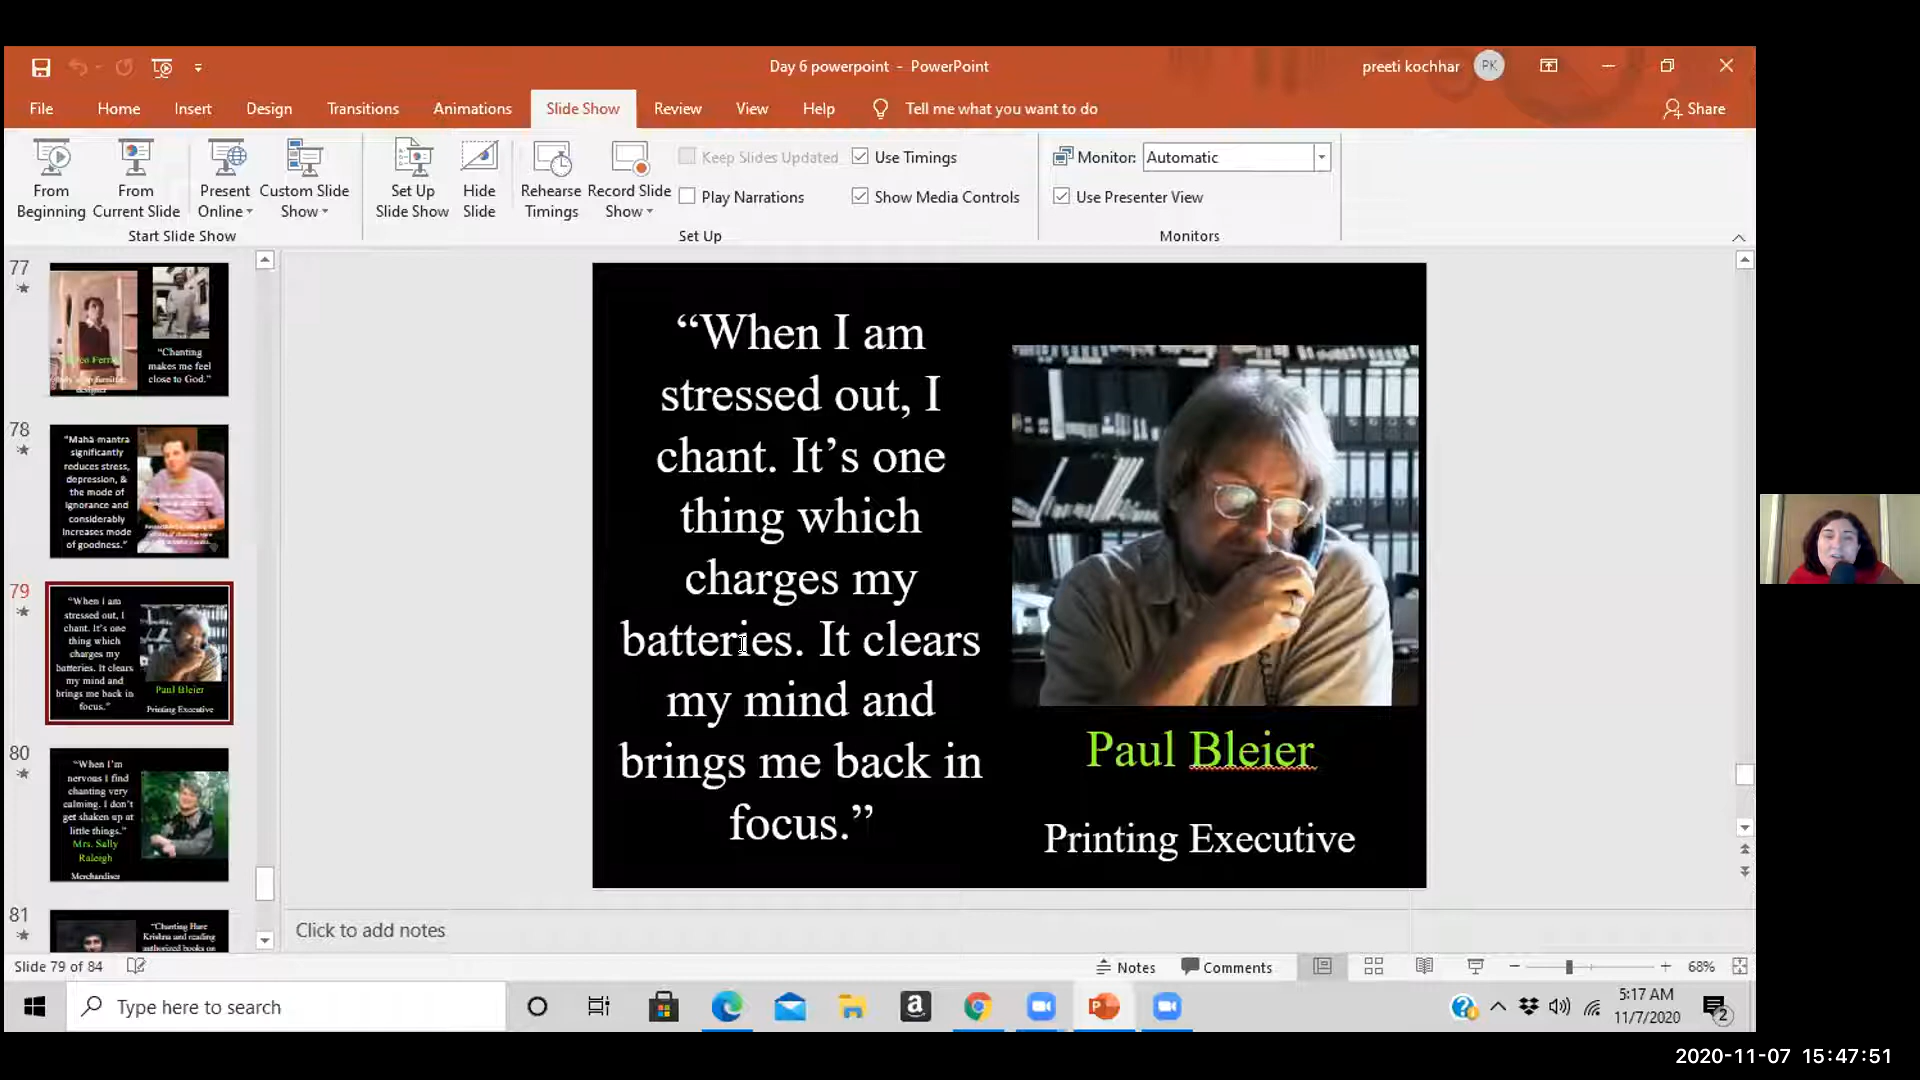 Day 6 powerpoint - PowerPoint
preeti kochhar PK
File Home Insert Design Transitions Animations Slide Show Review View Help Tell me what you want to do Share
From Beginning
From Current Slide
Present Online
Custom Slide Show
Start Slide Show
Set Up Slide Show
Hide Slide
Rehearse Timings
Record Slide Show
Keep Slides Updated
Play Narrations
Use Timings
Show Media Controls
Set Up
Monitor: Automatic
Use Presenter View
Monitors
77
“Chanting
makes me feel
close to God.”
78
“Maha mantra
significantly
reduces stress,
depression, &
the mode of
ignorance and
considerably
increases mode
of goodness.”
79
“When I am
stressed out, I
chant. It’s one
thing which
charges my
batteries. It clears
my mind and
brings me back in
focus.”
Paul Bleier
Printing Executive
80
“When I’m
nervous I find
chanting very
calming. I don’t
get shaken up at
little things.”
Mrs. Sally
Raleigh
Merchandiser
81
“Chanting Hare
Krishna and reading
authorized books on
“When I am
stressed out, I
chant. It’s one
thing which
charges my
batteries. It clears
my mind and
brings me back in
focus.”
Paul Bleier
Printing Executive
Click to add notes
Slide 79 of 84
Notes Comments 68%
Type here to search
a
5:17 AM
11/7/2020
2
2020-11-07 15:47:51